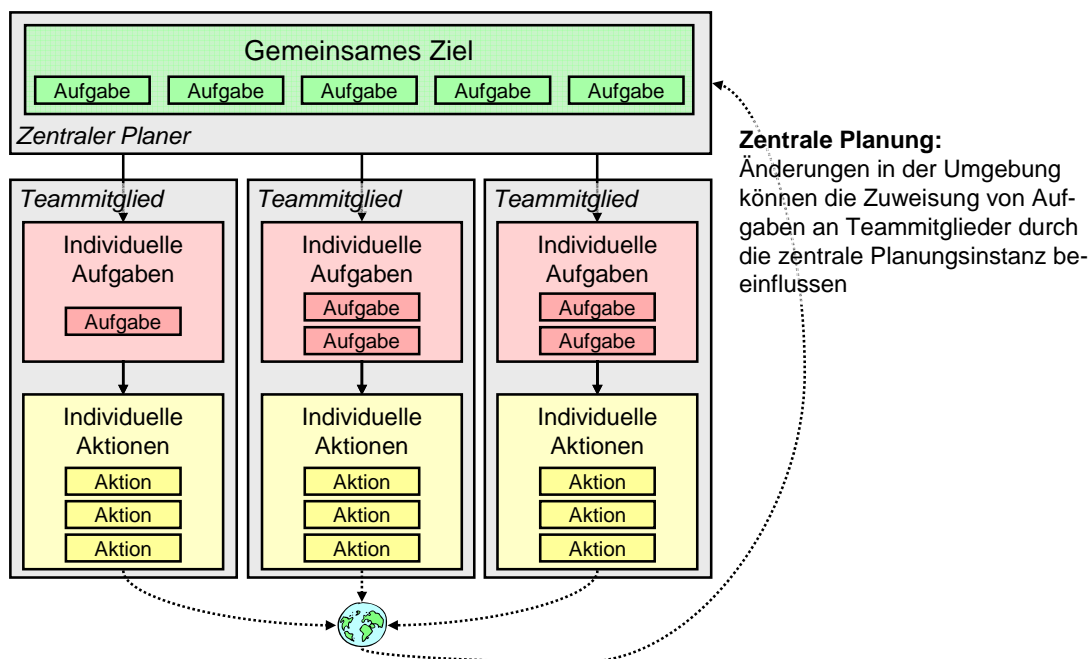 Gemeinsames Ziel
Aufgabe Aufgabe Aufgabe Aufgabe Aufgabe
Zentraler Planer
Zentrale Planung:
Änderungen in der Umgebung
können die Zuweisung von Auf-
gaben an Teammitglieder durch
die zentrale Planungsinstanz be-
einflussen
Teammitglied
Individuelle
Aufgaben
Aufgabe
Individuelle
Aktionen
Aktion
Aktion
Aktion
Teammitglied
Individuelle
Aufgaben
Aufgabe
Aufgabe
Individuelle
Aktionen
Aktion
Aktion
Aktion
Teammitglied
Individuelle
Aufgaben
Aufgabe
Aufgabe
Individuelle
Aktionen
Aktion
Aktion
Aktion